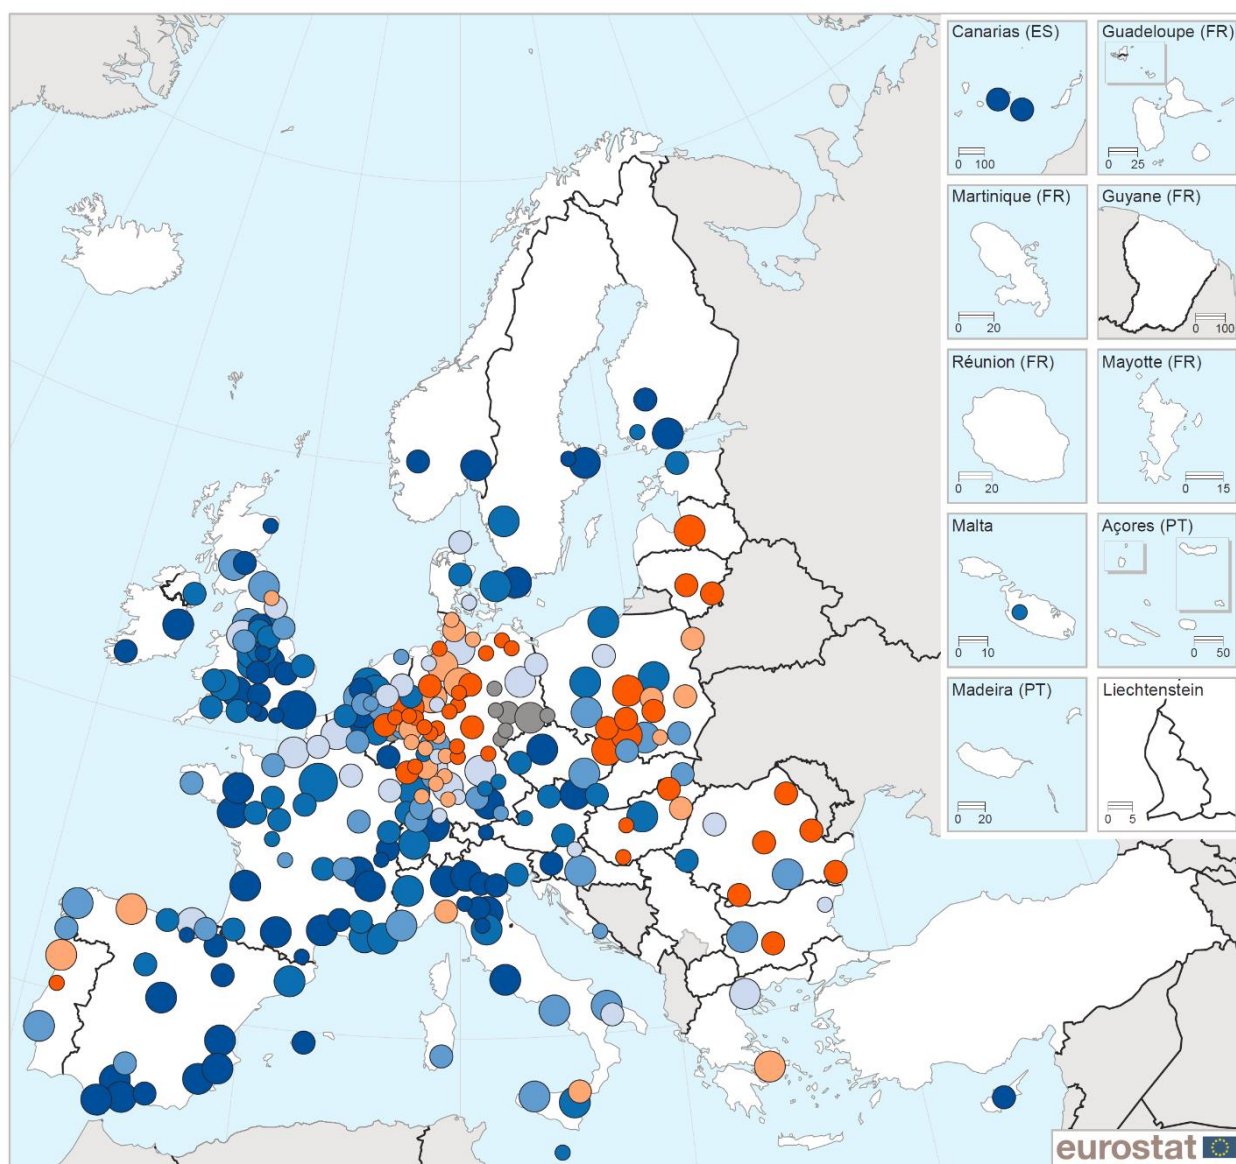 Canarias (ES)
0 100
Guadeloupe (FR)
0 25
Martinique (FR)
0 20
Guyane (FR)
0 100
Réunion (FR)
0 20
Mayotte (FR)
0 15
Malta
0 10
Açores (PT)
0 50
Madeira (PT)
0 20
Liechtenstein
0 5
eurostat